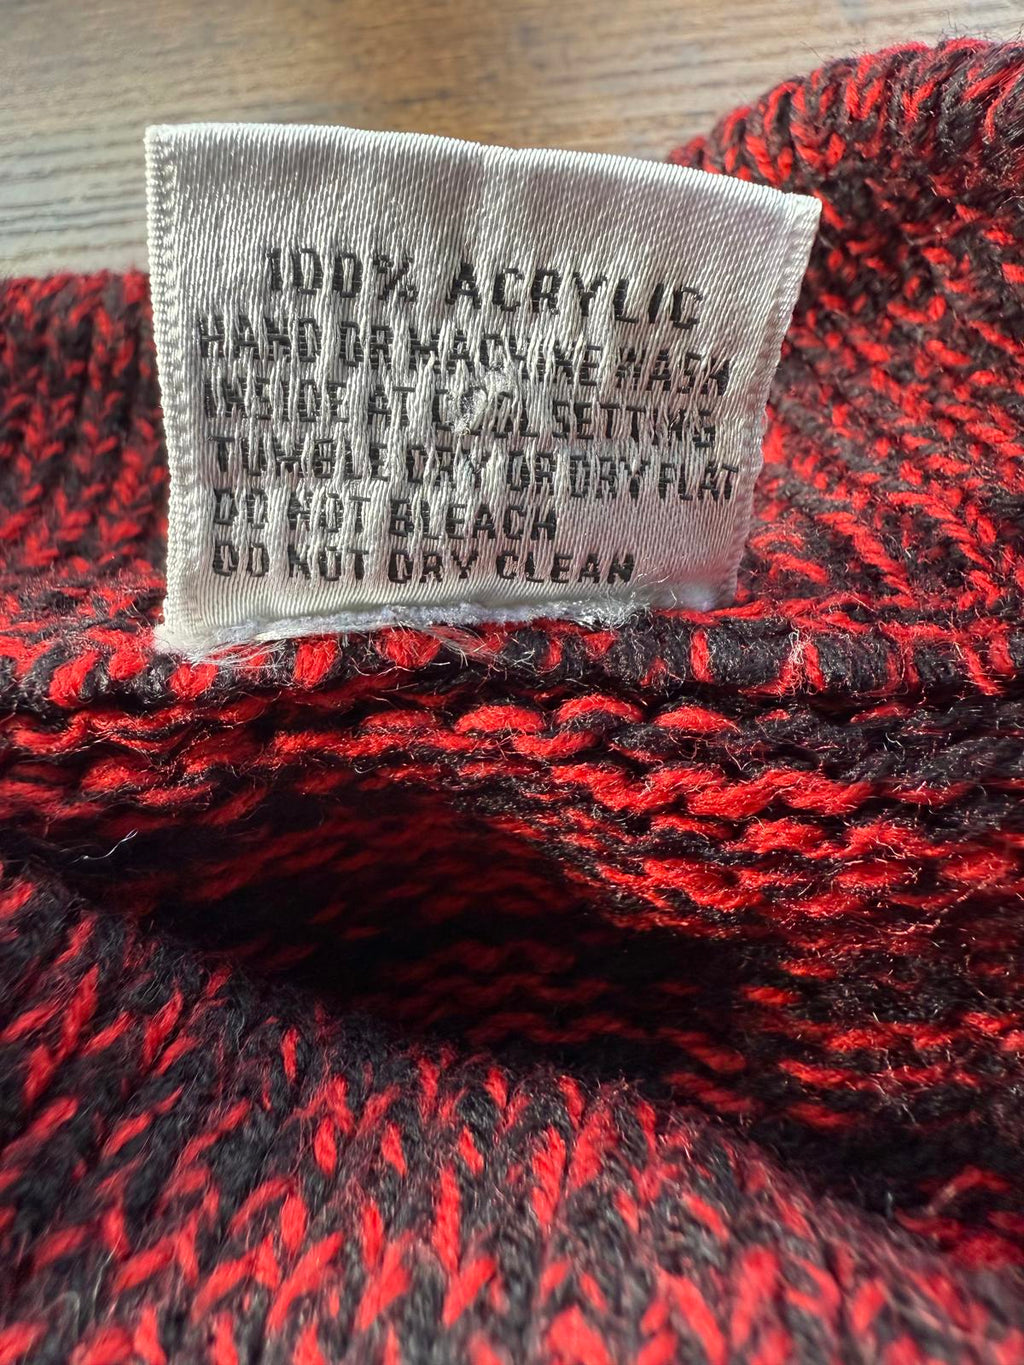 100% ACRYLIC
HAND OR MACHINE WASH
INSIDE AT COOL SETTING
TUMBLE DRY OR DRY FLAT
DO NOT BLEACH
DO NOT DRY CLEAN